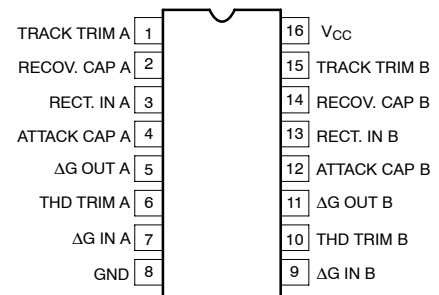 TRACK TRIM A 1 16 VCC
RECOV. CAP A 2 15 TRACK TRIM B
RECT. IN A 3 14 RECOV. CAP B
ATTACK CAP A 4 13 RECT. IN B
ΔG OUT A 5 12 ATTACK CAP B
THD TRIM A 6 11 ΔG OUT B
ΔG IN A 7 10 THD TRIM B
GND 8 9 ΔG IN B